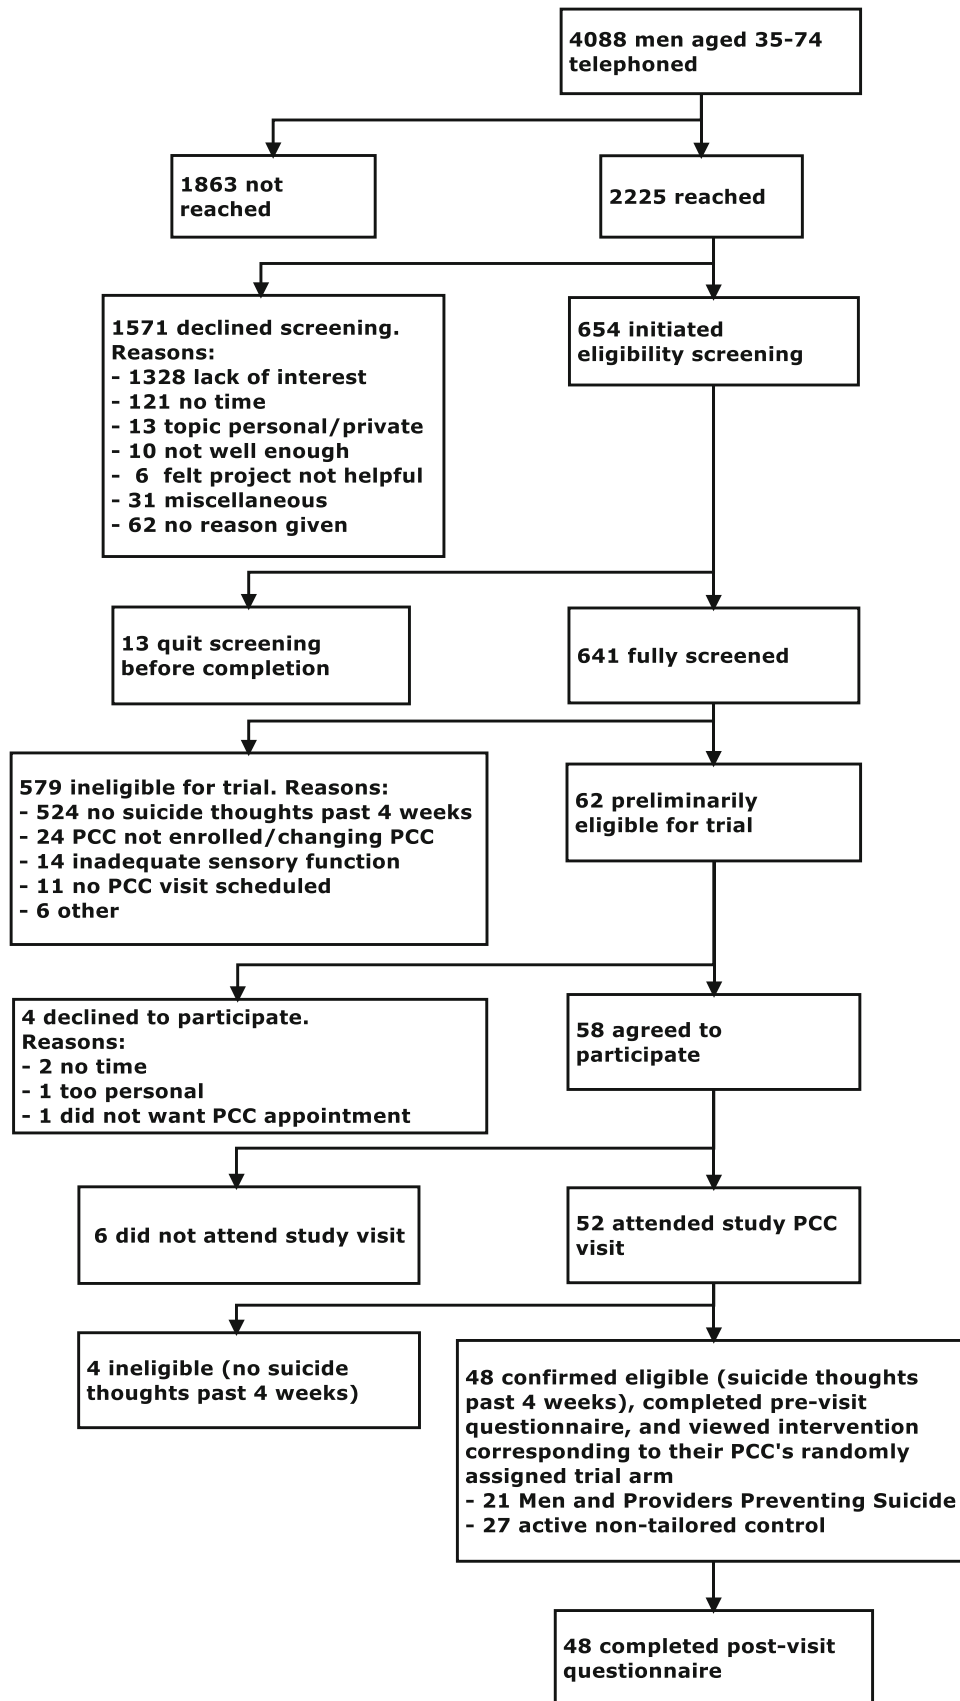 4088 men aged 35-74
telephoned
1863 not
reached
2225 reached
1571 declined screening.
Reasons:
- 1328 lack of interest
- 121 no time
- 13 topic personal/private
- 10 not well enough
-  6  felt project not helpful
- 31 miscellaneous
- 62 no reason given
654 initiated
eligibility screening
13 quit screening
before completion
641 fully screened
579 ineligible for trial. Reasons:
- 524 no suicide thoughts past 4 weeks
- 24 PCC not enrolled/changing PCC
- 14 inadequate sensory function
- 11 no PCC visit scheduled
- 6 other
62 preliminarily
eligible for trial
4 declined to participate.
Reasons:
- 2 no time
- 1 too personal
- 1 did not want PCC appointment
58 agreed to
participate
6 did not attend study visit
52 attended study PCC
visit
4 ineligible (no suicide
thoughts past 4 weeks)
48 confirmed eligible (suicide thoughts
past 4 weeks), completed pre-visit
questionnaire, and viewed intervention
corresponding to their PCC's randomly
assigned trial arm
- 21 Men and Providers Preventing Suicide
- 27 active non-tailored control
48 completed post-visit
questionnaire